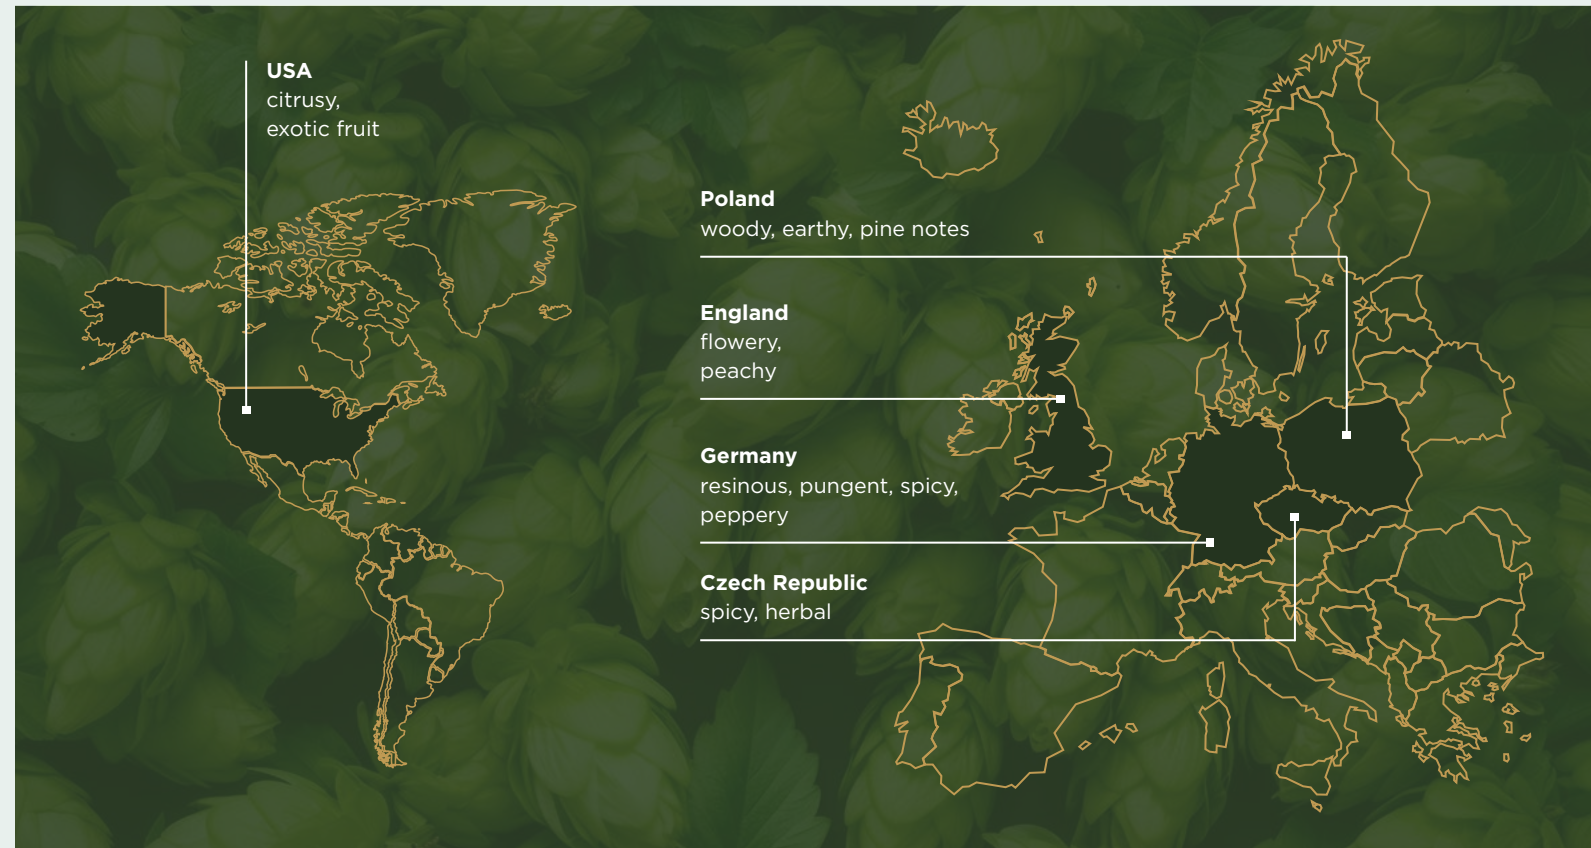 USA
citrusy,
exotic fruit
Poland
woody, earthy, pine notes
England
flowery,
peachy
Germany
resinous, pungent, spicy,
peppery
Czech Republic
spicy, herbal